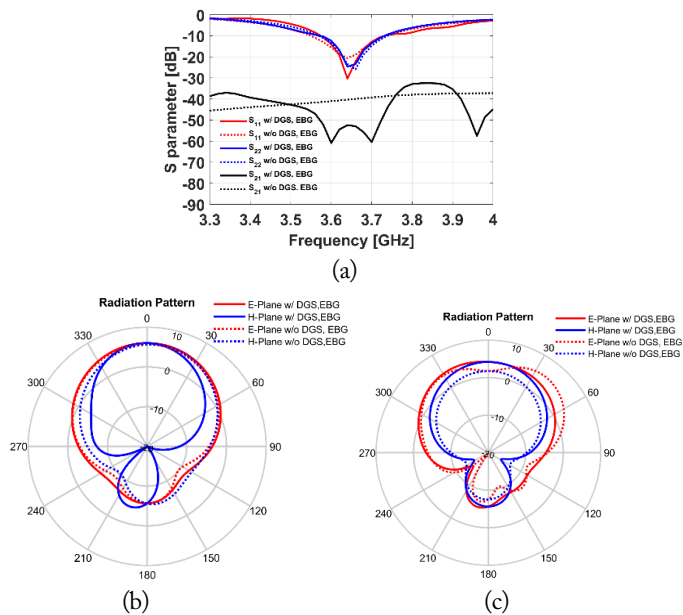 S parameter [dB]
0
-10
-20
-30
-40
-50
-60
-70
-80
-90
S11 w/ DGS, EBG
S11 w/o DGS, EBG
S22 w/ DGS, EBG
S22 w/o DGS, EBG
S21 w/ DGS, EBG
S21 w/o DGS, EBG
3.3 3.4 3.5 3.6 3.7 3.8 3.9 4
Frequency [GHz]
(a)
Radiation Pattern
E-Plane w/ DGS,EBG
H-Plane w/ DGS,EBG
E-Plane w/o DGS, EBG
H-Plane w/o DGS,EBG
0
30
60
90
120
150
180
210
240
270
300
330
10
0
-10
(b)
Radiation Pattern
E-Plane w/ DGS,EBG
H-Plane w/ DGS,EBG
E-Plane w/o DGS, EBG
H-Plane w/o DGS,EBG
0
30
60
90
120
150
180
210
240
270
300
330
10
0
-10
-20
(c)